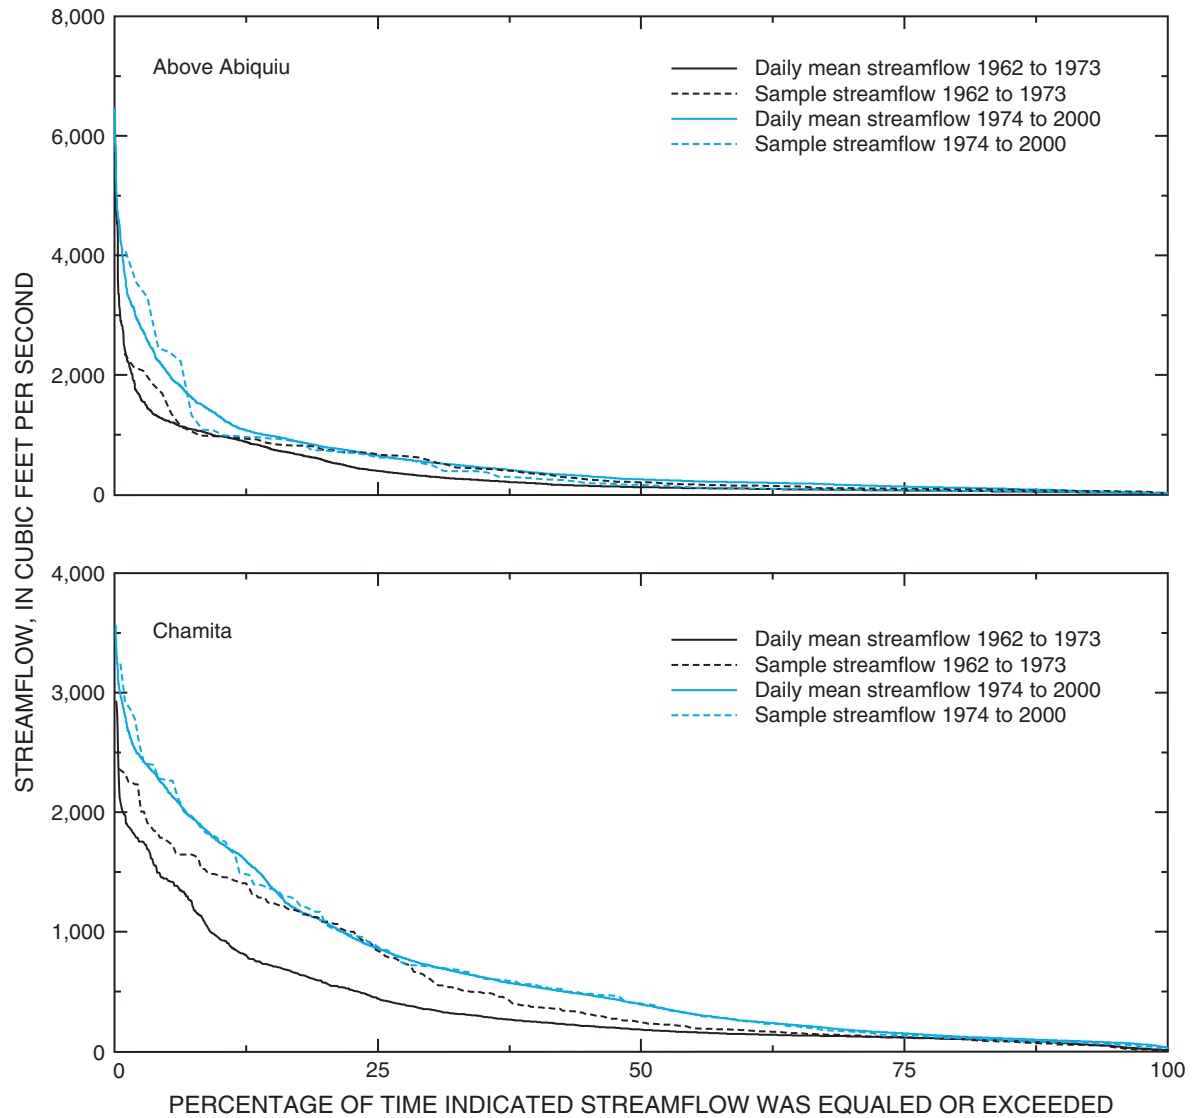 8,000
6,000
4,000
2,000
0
Above Abiquiu
Daily mean streamflow 1962 to 1973
Sample streamflow 1962 to 1973
Daily mean streamflow 1974 to 2000
Sample streamflow 1974 to 2000
STREAMFLOW, IN CUBIC FEET PER SECOND
4,000
3,000
2,000
1,000
0
Chamita
Daily mean streamflow 1962 to 1973
Sample streamflow 1962 to 1973
Daily mean streamflow 1974 to 2000
Sample streamflow 1974 to 2000
0 25 50 75 100
PERCENTAGE OF TIME INDICATED STREAMFLOW WAS EQUALED OR EXCEEDED